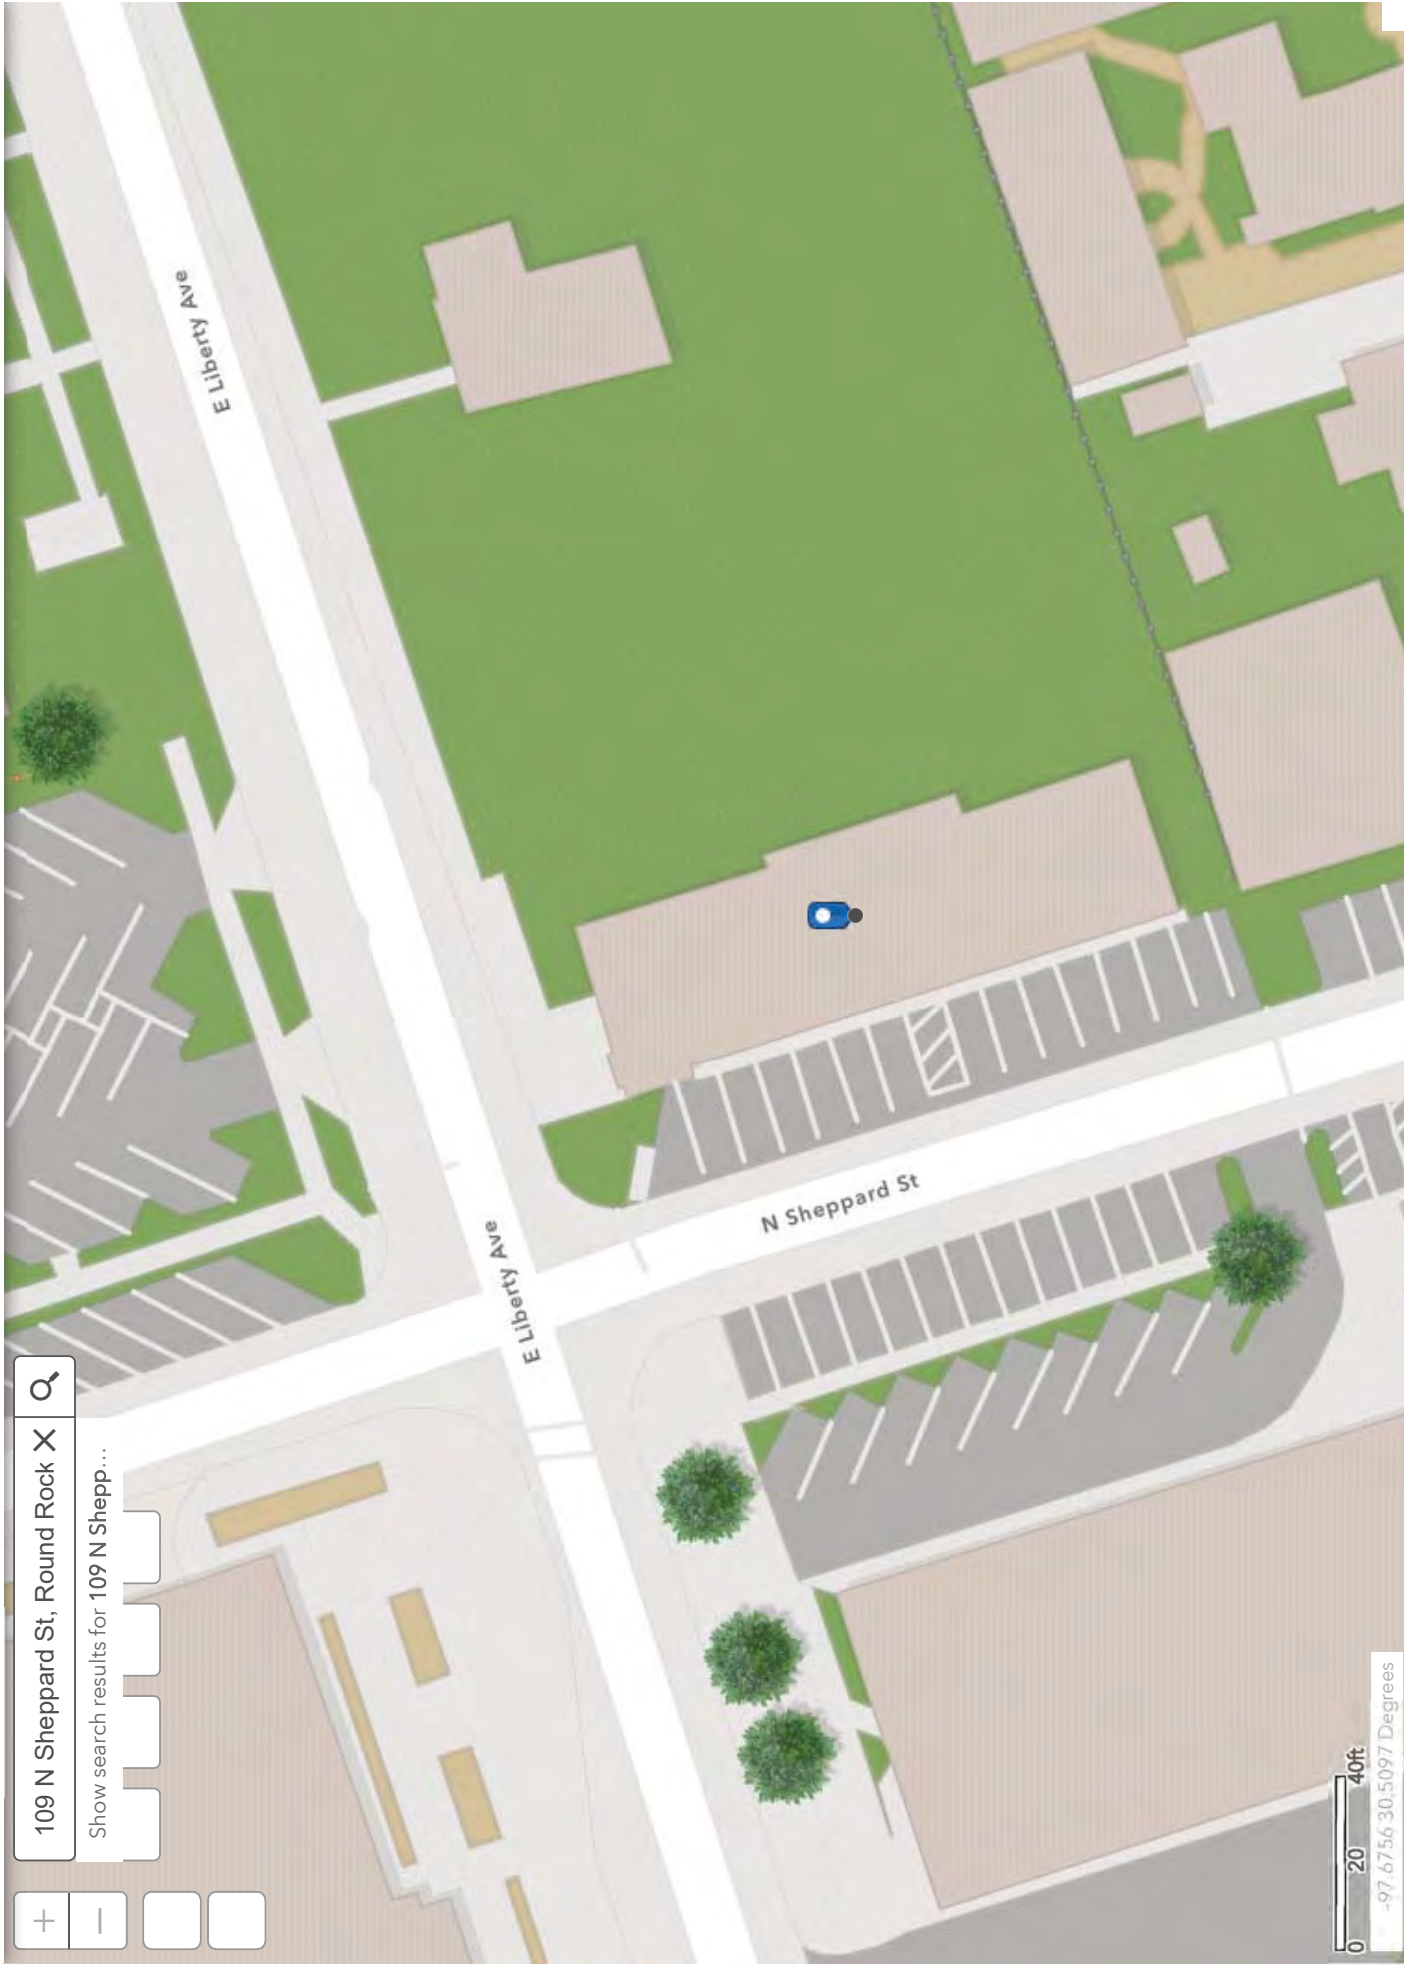 109 N Sheppard St, Round Rock
Show search results for 109 N Shepp...
E Liberty Ave
E Liberty Ave
N Sheppard St
0 20 40ft
-97.6756 30.5097 Degrees